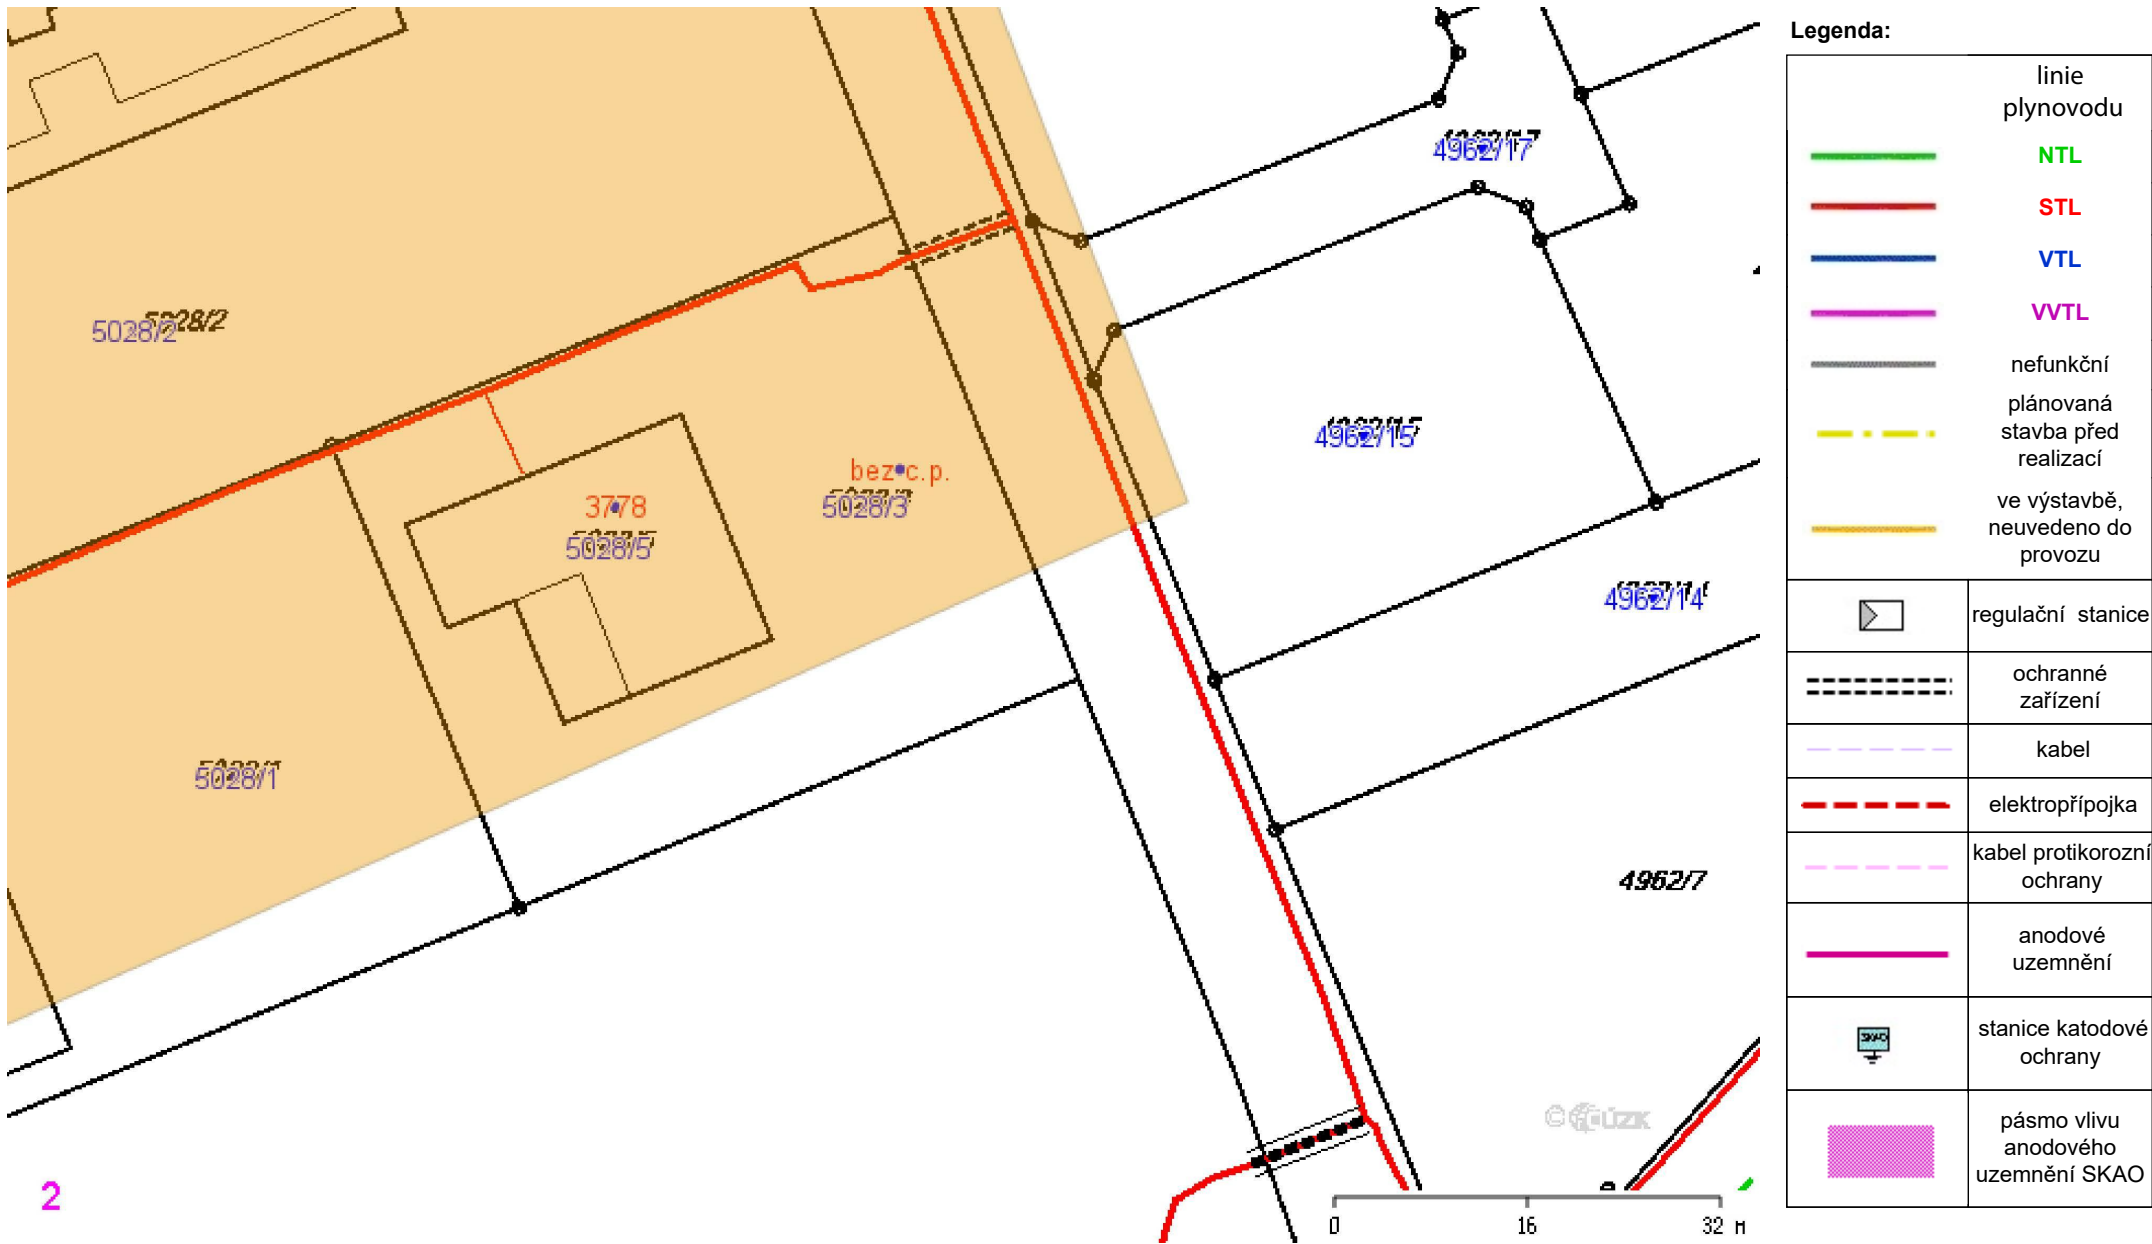 Legenda:
linie
plynovodu
NTL
STL
VTL
VVTL
nefunkční
plánovaná
stavba před
realizací
ve výstavbě,
neuvedeno do
provozu
regulační stanice
ochranné
zařízení
kabel
elektropřípojka
kabel protikorozní
ochrany
anodové
uzemnění
SKAO
stanice katodové
ochrany
pásmo vlivu
anodového
uzemnění SKAO
4962/17
5028/2
5028/2
4962/15
bez c.p.
5028/3
3778
5028/5
4962/14
5028/1
4962/7
2
0 16 32 м